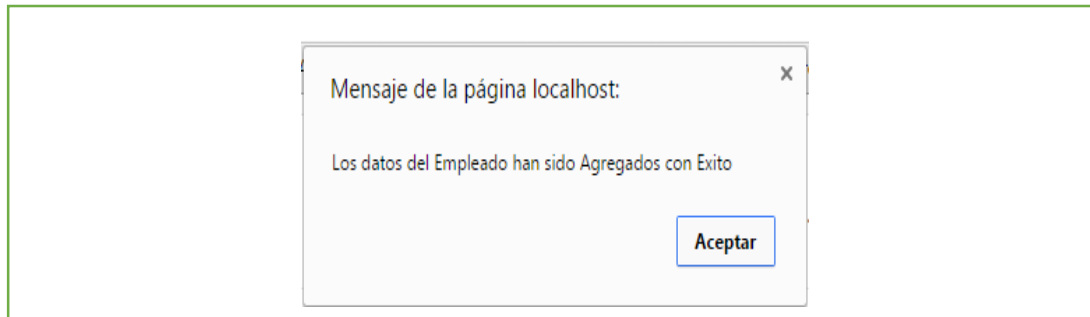 Mensaje de la página localhost:
Los datos del Empleado han sido Agregados con Exito
Aceptar